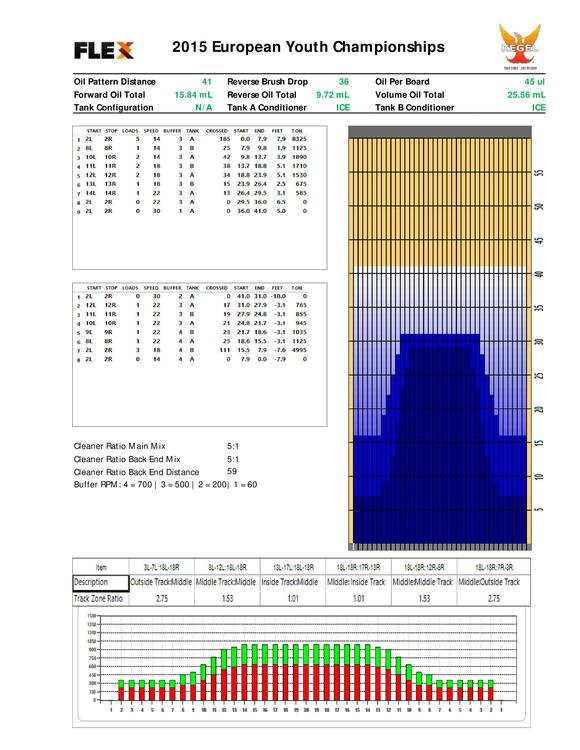 FLEX
2015 European Youth Championships
KEGEL
Oil Pattern Distance 41 Reverse Brush Drop 36 Oil Per Board 45 ul
Forward Oil Total 15.84 mL Reverse Oil Total 9.72 mL Volume Oil Total 25.56 mL
Tank Configuration N/A Tank A Conditioner ICE Tank B Conditioner ICE
START STOP LOADS SPEED BUFFER TANK CROSSED START END FEET T.OIL
1 2L 2R 5 14 3 A 185 0.0 7.9 7.9 8325
2 8L 8R 1 14 3 B 25 7.9 9.8 1.9 1125
3 10L 10R 2 14 3 A 42 9.8 13.7 3.9 1890
4 11L 11R 2 18 3 B 38 13.7 18.8 5.1 1710
5 12L 12R 2 18 3 A 34 18.8 23.9 5.1 1530
6 13L 13R 1 18 3 B 15 23.9 26.4 2.5 675
7 14L 14R 1 22 3 A 13 26.4 29.5 3.1 585
8 2L 2R 0 22 3 A 0 29.5 36.0 6.5 0
9 2L 2R 0 30 1 A 0 36.0 41.0 5.0 0
START STOP LOADS SPEED BUFFER TANK CROSSED START END FEET T.OIL
1 2L 2R 0 30 2 A 0 41.0 31.0 -10.0 0
2 12L 12R 1 22 3 A 17 31.0 27.9 -3.1 765
3 11L 11R 1 22 3 B 19 27.9 24.8 -3.1 855
4 10L 10R 1 22 3 A 21 24.8 21.7 -3.1 945
5 9L 9R 1 22 4 B 23 21.7 18.6 -3.1 1035
6 8L 8R 1 22 4 A 25 18.6 15.5 -3.1 1125
7 2L 2R 3 18 4 B 111 15.5 7.9 -7.6 4995
8 2L 2R 0 14 4 A 0 7.9 0.0 -7.9 0
55
50
45
40
35
30
25
20
15
10
5
Cleaner Ratio Main Mix 5:1
Cleaner Ratio Back End Mix 5:1
Cleaner Ratio Back End Distance 59
Buffer RPM: 4 = 700 | 3 = 500 | 2 = 200| 1 = 60
Item 3L-7L:18L-18R 8L-12L:18L-18R 13L-17L:18L-18R 18L-18R:17R-13R 18L-18R:12R-8R 18L-18R:7R-3R
Description Outside Track:Middle Middle Track:Middle Inside Track:Middle Middle: Inside Track Middle:Middle Track Middle:Outside Track
Track Zone Ratio 2.75 1.53 1.01 1.01 1.53 2.75
1500
1350
1200
1050
900
750
600
450
300
150
0
1 2 3 4 5 6 7 8 9 10 11 12 13 14 15 16 17 18 19 20 19 18 17 16 15 14 13 12 11 10 9 8 7 6 5 4 3 2 1